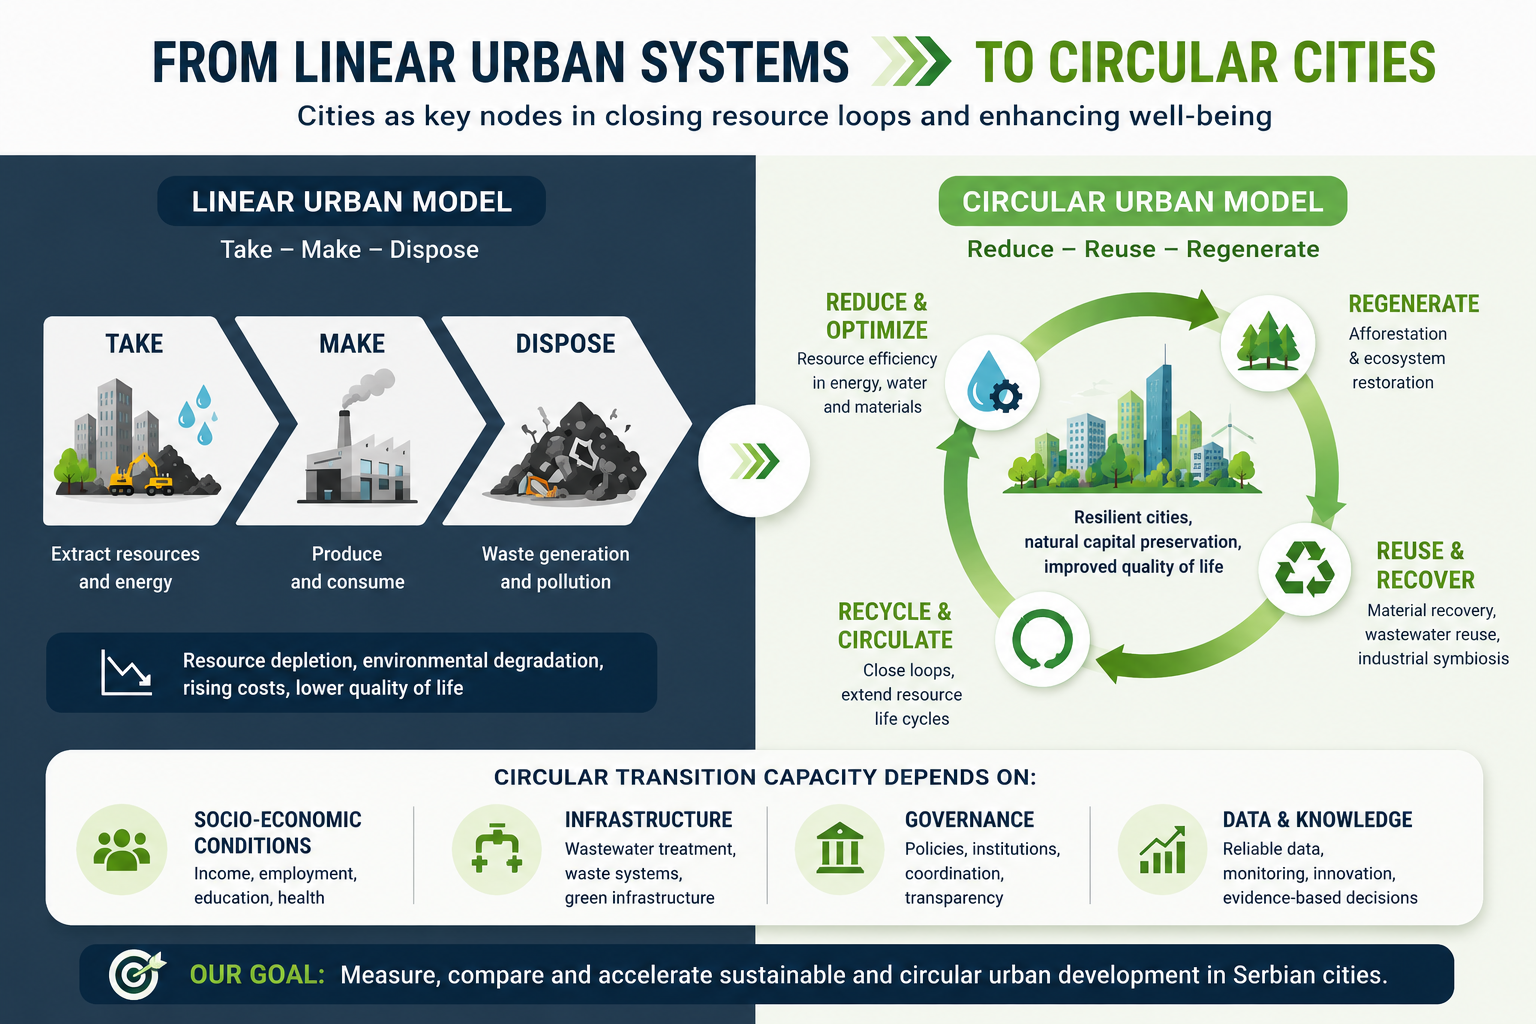 FROM LINEAR URBAN SYSTEMS TO CIRCULAR CITIES
Cities as key nodes in closing resource loops and enhancing well-being
LINEAR URBAN MODEL
Take – Make – Dispose
TAKE
MAKE
DISPOSE
Extract resources
and energy
Produce
and consume
Waste generation
and pollution
Resource depletion, environmental degradation,
rising costs, lower quality of life
CIRCULAR URBAN MODEL
Reduce – Reuse – Regenerate
REDUCE &
OPTIMIZE
Resource efficiency
in energy, water
and materials
REGENERATE
Afforestation
& ecosystem
restoration
Resilient cities,
natural capital preservation,
improved quality of life
REUSE &
RECOVER
Material recovery,
wastewater reuse,
industrial symbiosis
RECYCLE &
CIRCULATE
Close loops,
extend resource
life cycles
CIRCULAR TRANSITION CAPACITY DEPENDS ON:
SOCIO-ECONOMIC
CONDITIONS
Income, employment,
education, health
INFRASTRUCTURE
Wastewater treatment,
waste systems,
green infrastructure
GOVERNANCE
Policies, institutions,
coordination,
transparency
DATA & KNOWLEDGE
Reliable data,
monitoring, innovation,
evidence-based decisions
OUR GOAL: Measure, compare and accelerate sustainable and circular urban development in Serbian cities.